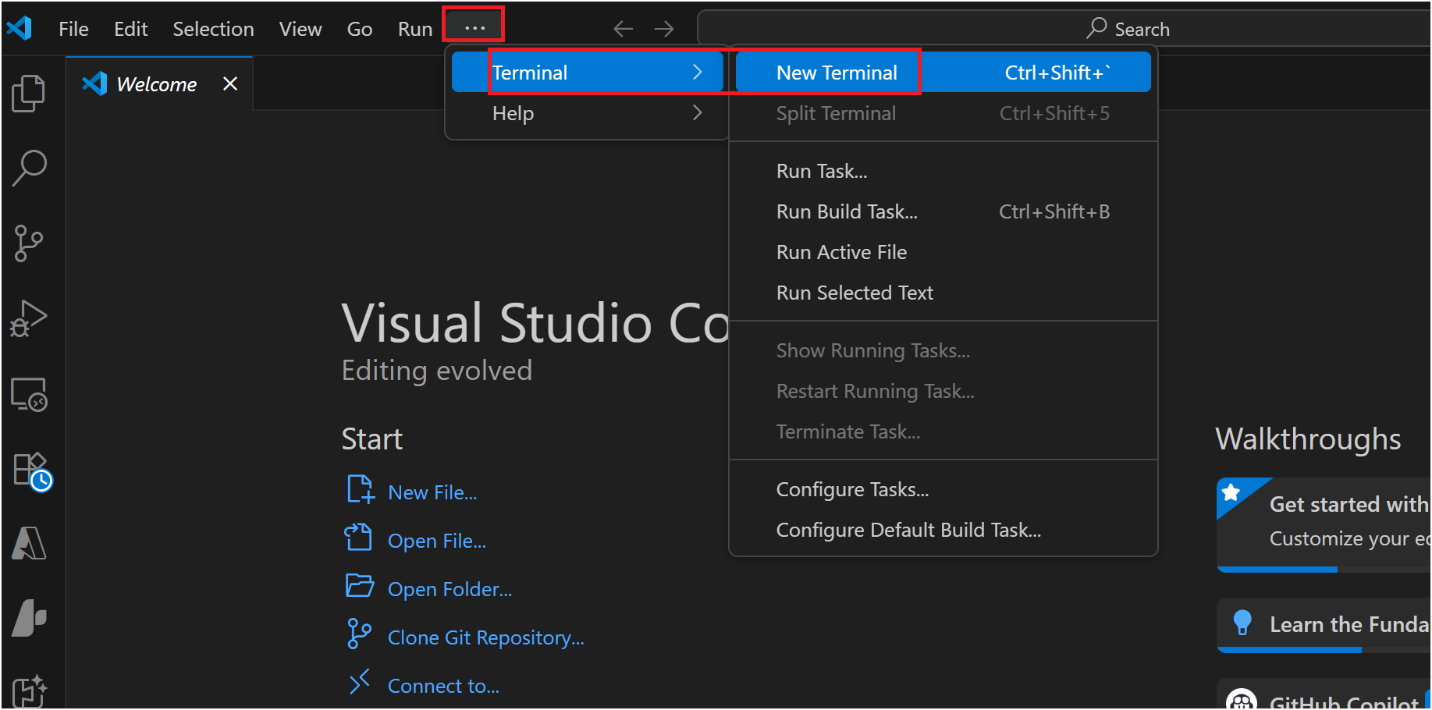 File Edit Selection View Go Run ... Search
Welcome
Terminal
Help
New Terminal Ctrl+Shift+`
Split Terminal Ctrl+Shift+5
Run Task...
Run Build Task... Ctrl+Shift+B
Run Active File
Run Selected Text
Show Running Tasks...
Restart Running Task...
Terminate Task...
Configure Tasks...
Configure Default Build Task...
Visual Studio Co
Editing evolved
Start
New File...
Open File...
Open Folder...
Clone Git Repository...
Connect to...
Walkthroughs
Get started with
Customize your ed
Learn the Funda
GitHub Copilot